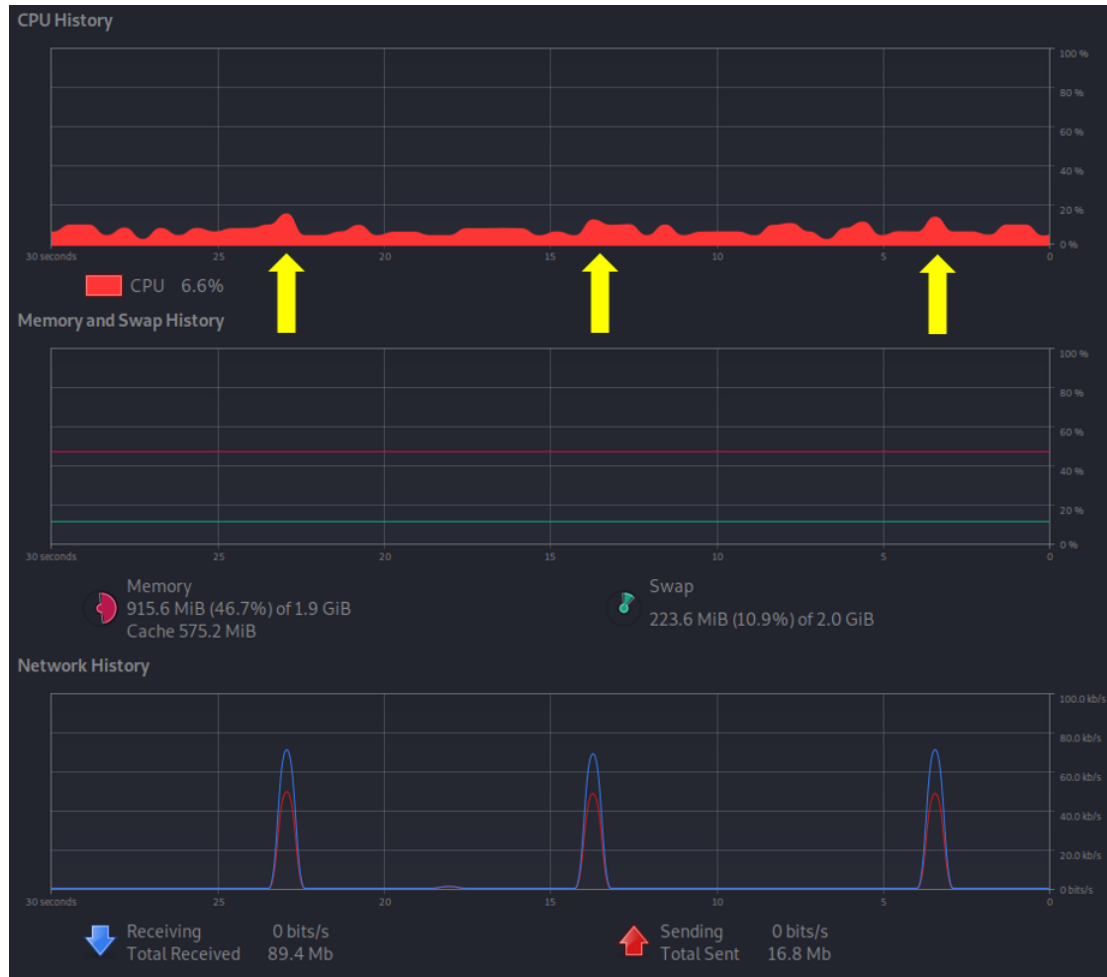 CPU History
100 %
80 %
60 %
40 %
20 %
0 %
30 seconds 25 20 15 10 5 0
CPU 6.6%
Memory and Swap History
100 %
80 %
60 %
40 %
20 %
0 %
30 seconds 25 20 15 10 5 0
Memory
915.6 MiB (46.7%) of 1.9 GiB
Cache 575.2 MiB
Swap
223.6 MiB (10.9%) of 2.0 GiB
Network History
100.0 kb/s
80.0 kb/s
60.0 kb/s
40.0 kb/s
20.0 kb/s
0 bits/s
30 seconds 25 20 15 10 5 0
Receiving 0 bits/s
Total Received 89.4 Mb
Sending 0 bits/s
Total Sent 16.8 Mb